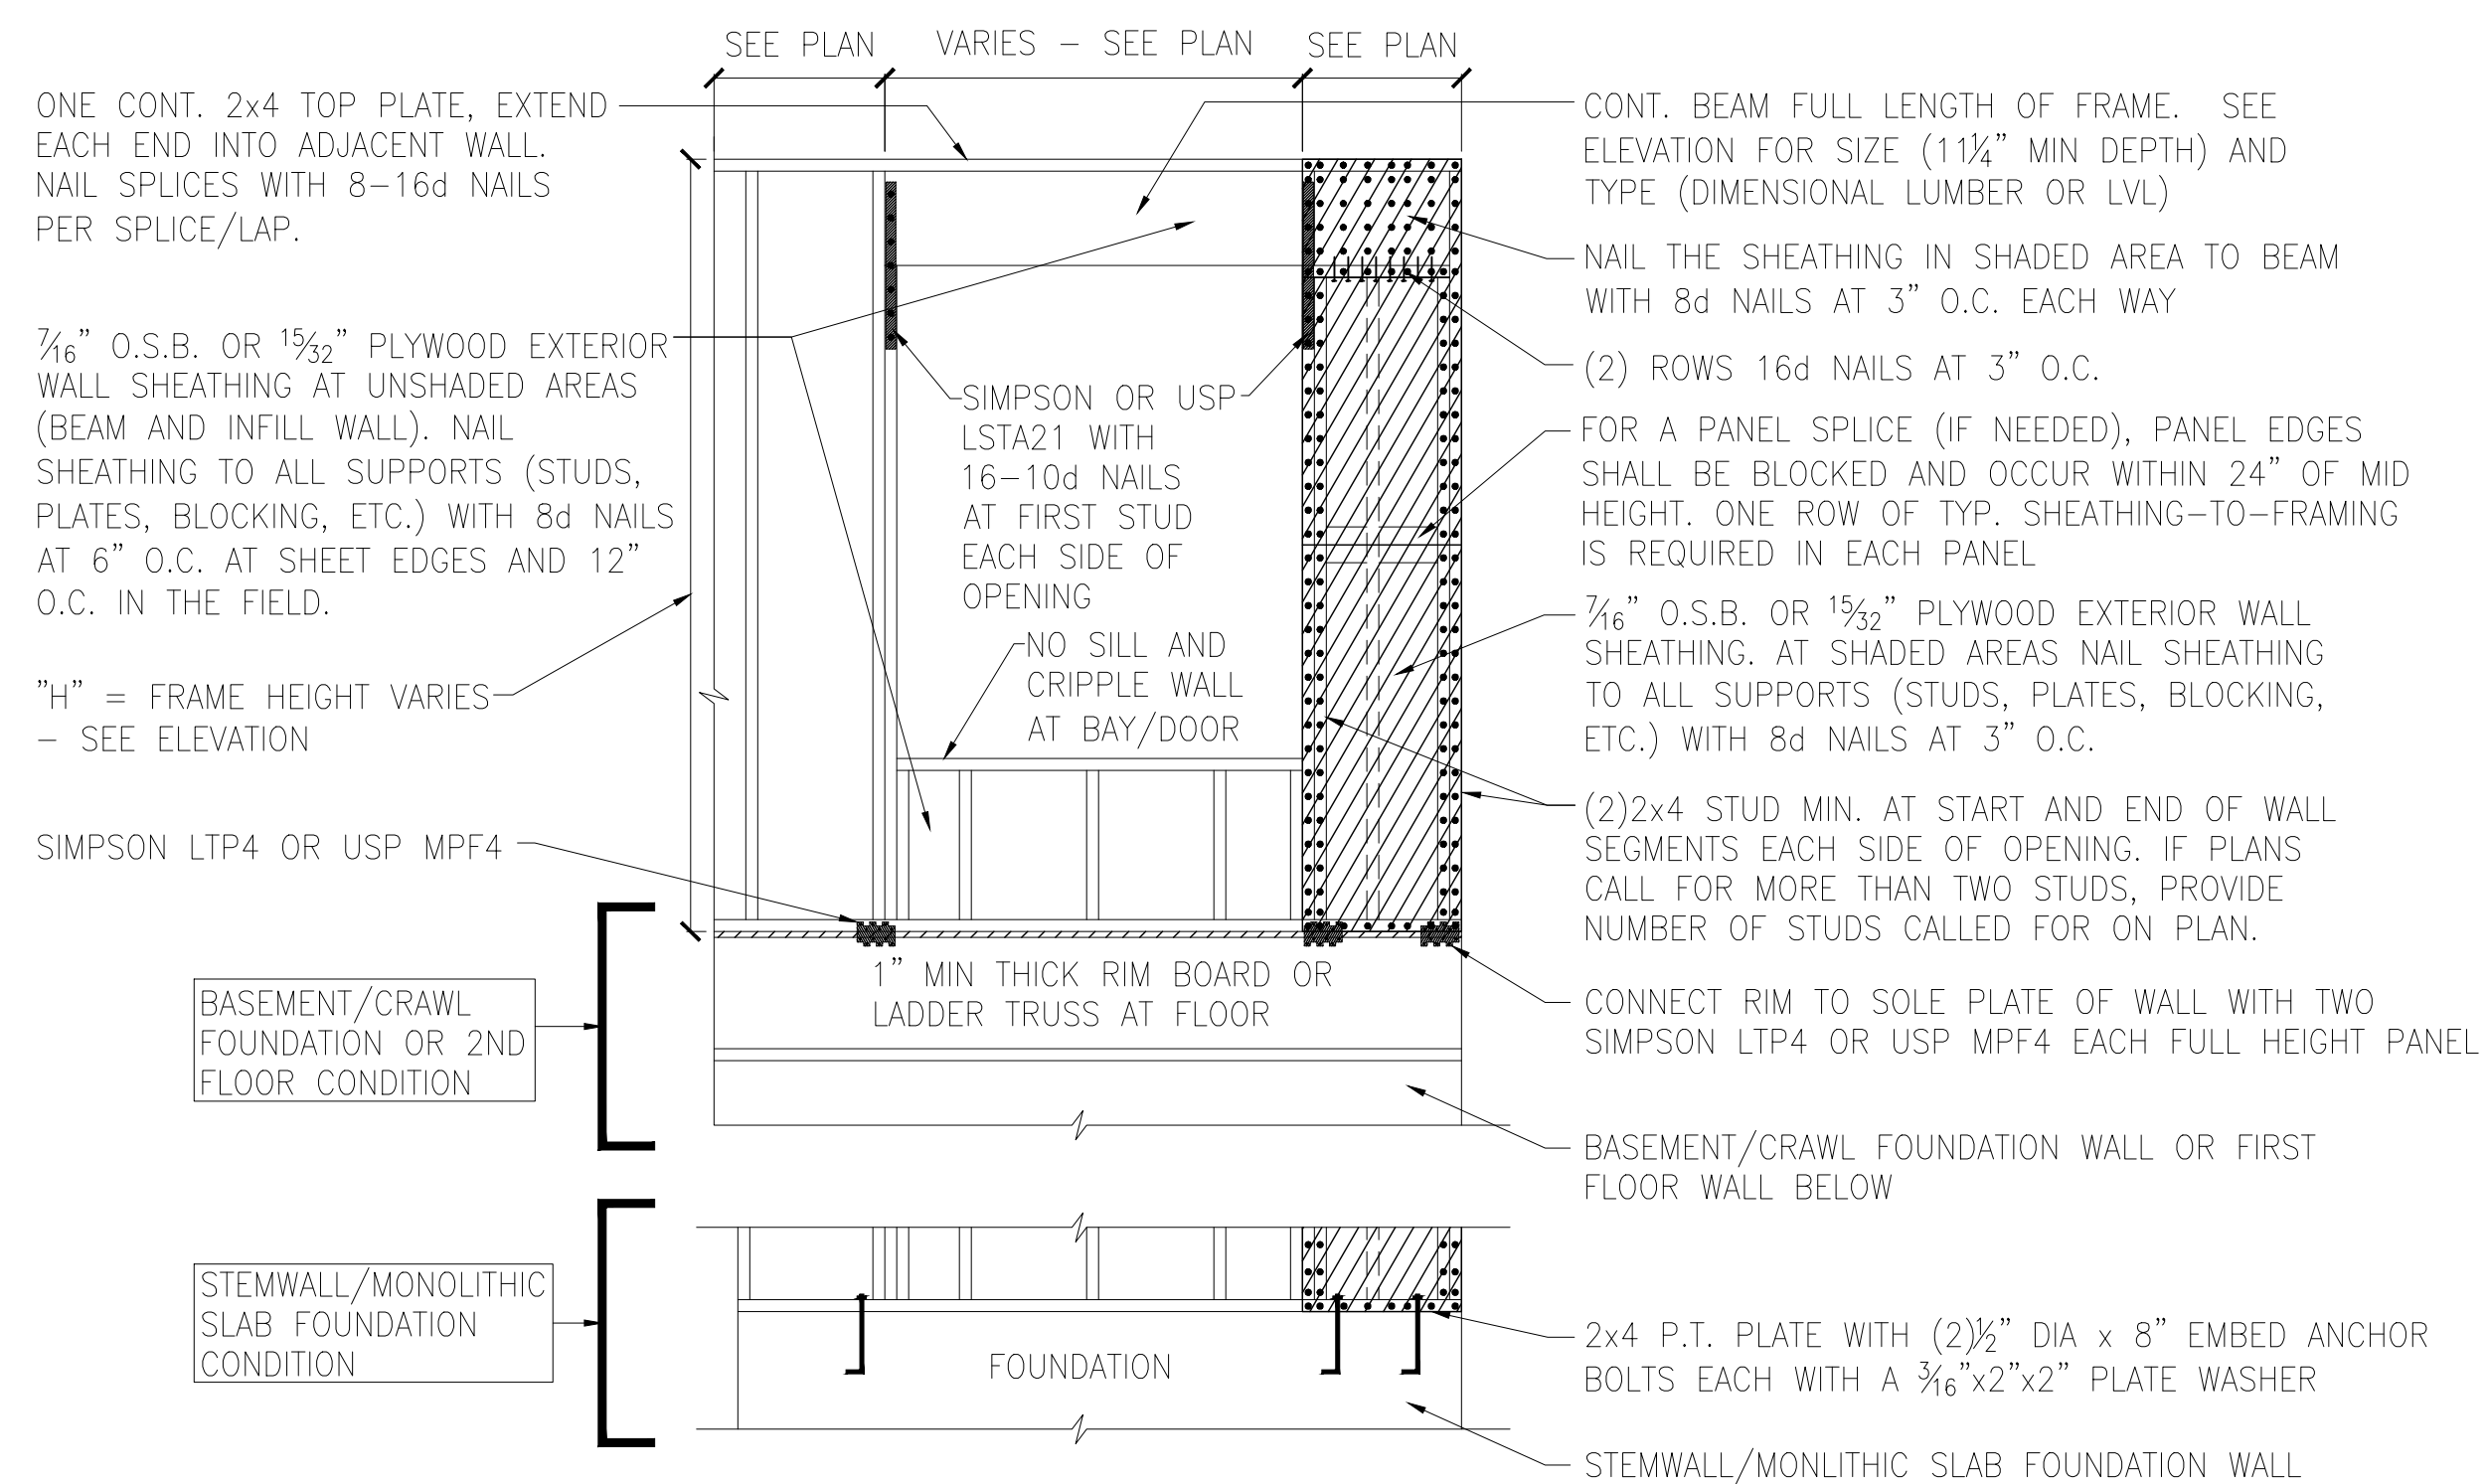 SEE PLAN
VARIES – SEE PLAN
SEE PLAN
ONE CONT. 2x4 TOP PLATE, EXTEND
EACH END INTO ADJACENT WALL.
NAIL SPLICES WITH 8–16d NAILS
PER SPLICE/LAP.
7/16" O.S.B. OR 15/32" PLYWOOD EXTERIOR
WALL SHEATHING AT UNSHADED AREAS
(BEAM AND INFILL WALL). NAIL
SHEATHING TO ALL SUPPORTS (STUDS,
PLATES, BLOCKING, ETC.) WITH 8d NAILS
AT 6" O.C. AT SHEET EDGES AND 12"
O.C. IN THE FIELD.
"H" = FRAME HEIGHT VARIES
– SEE ELEVATION
SIMPSON LTP4 OR USP MPF4
BASEMENT/CRAWL
FOUNDATION OR 2ND
FLOOR CONDITION
STEMWALL/MONOLITHIC
SLAB FOUNDATION
CONDITION
SIMPSON OR USP
LSTA21 WITH
16–10d NAILS
AT FIRST STUD
EACH SIDE OF
OPENING
NO SILL AND
CRIPPLE WALL
AT BAY/DOOR
1" MIN THICK RIM BOARD OR
LADDER TRUSS AT FLOOR
FOUNDATION
CONT. BEAM FULL LENGTH OF FRAME. SEE
ELEVATION FOR SIZE (11 1/4" MIN DEPTH) AND
TYPE (DIMENSIONAL LUMBER OR LVL)
NAIL THE SHEATHING IN SHADED AREA TO BEAM
WITH 8d NAILS AT 3" O.C. EACH WAY
(2) ROWS 16d NAILS AT 3" O.C.
FOR A PANEL SPLICE (IF NEEDED), PANEL EDGES
SHALL BE BLOCKED AND OCCUR WITHIN 24" OF MID
HEIGHT. ONE ROW OF TYP. SHEATHING–TO–FRAMING
IS REQUIRED IN EACH PANEL
7/16" O.S.B. OR 15/32" PLYWOOD EXTERIOR WALL
SHEATHING. AT SHADED AREAS NAIL SHEATHING
TO ALL SUPPORTS (STUDS, PLATES, BLOCKING,
ETC.) WITH 8d NAILS AT 3" O.C.
(2)2x4 STUD MIN. AT START AND END OF WALL
SEGMENTS EACH SIDE OF OPENING. IF PLANS
CALL FOR MORE THAN TWO STUDS, PROVIDE
NUMBER OF STUDS CALLED FOR ON PLAN.
CONNECT RIM TO SOLE PLATE OF WALL WITH TWO
SIMPSON LTP4 OR USP MPF4 EACH FULL HEIGHT PANEL
BASEMENT/CRAWL FOUNDATION WALL OR FIRST
FLOOR WALL BELOW
2x4 P.T. PLATE WITH (2)1/2" DIA x 8" EMBED ANCHOR
BOLTS EACH WITH A 3/16"x2"x2" PLATE WASHER
STEMWALL/MONLITHIC SLAB FOUNDATION WALL